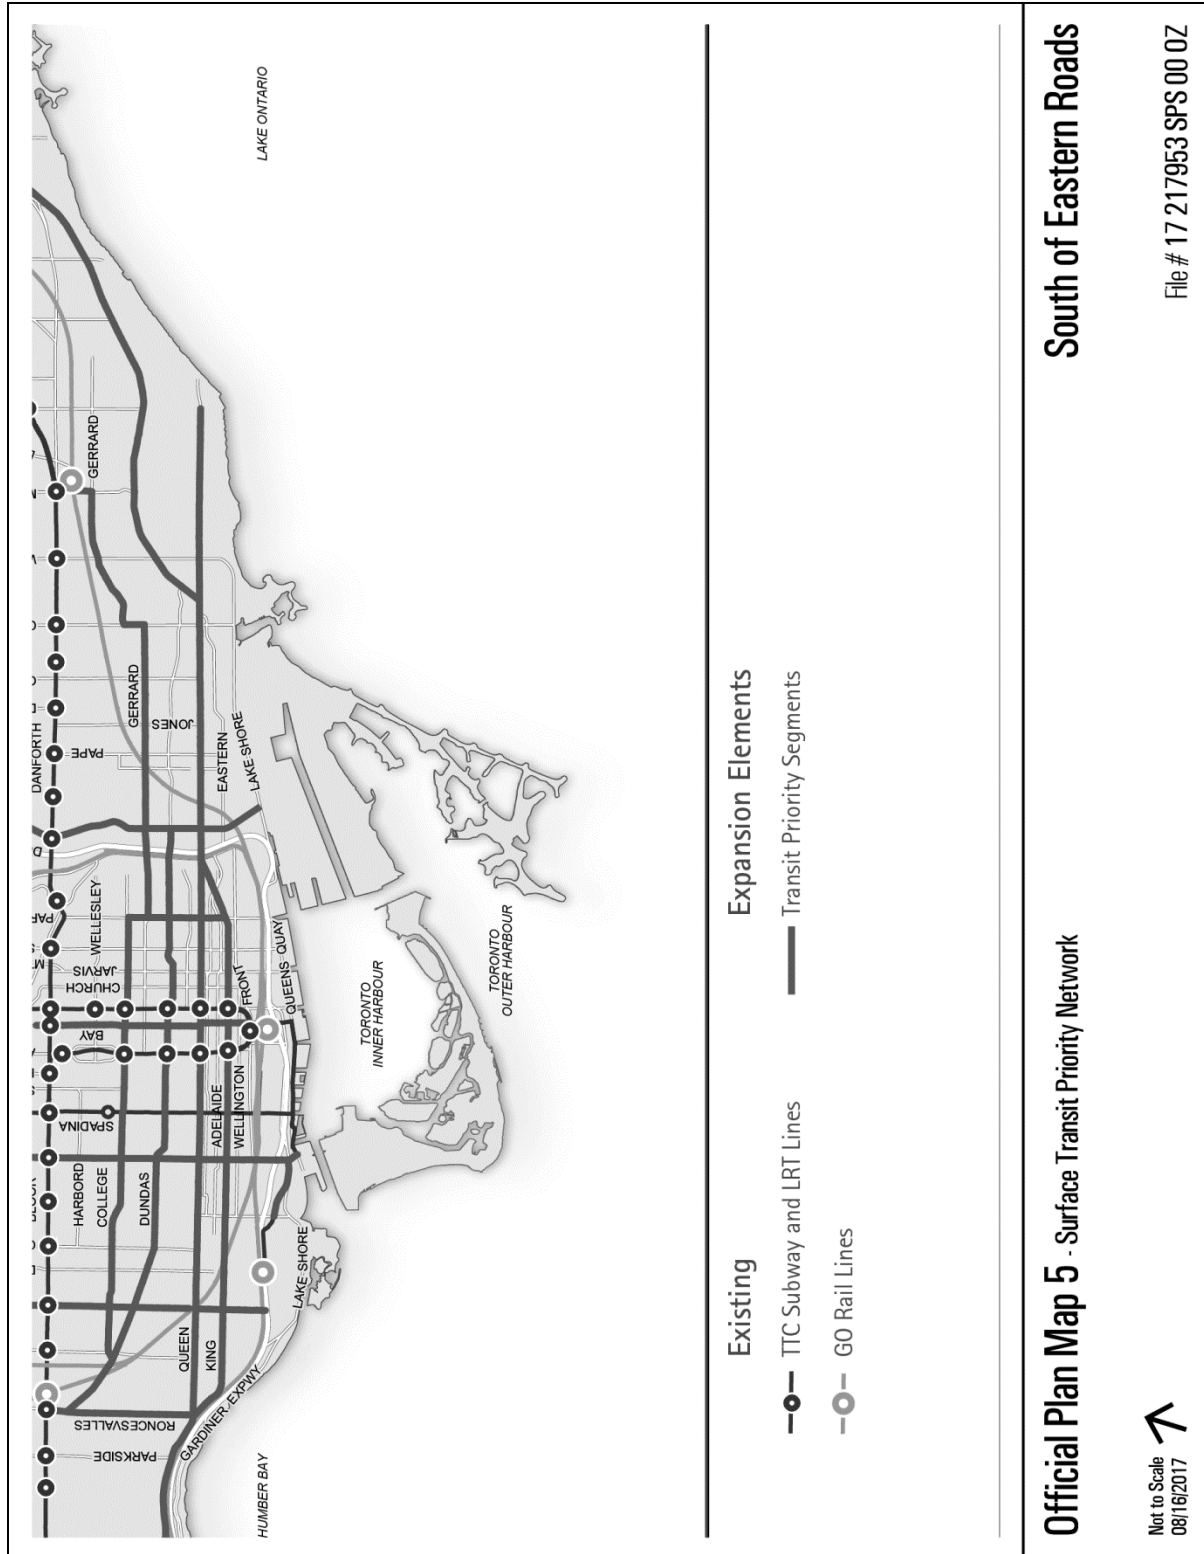 LAKE ONTARIO
GERRARD
DANFORTH
PAPE
GERRARD
JONES
EASTERN
LAKE SHORE
WELLESLEY
JARVIS
CHURCH
BAY
FRONT
QUEENS QUAY
TORONTO
INNER HARBOUR
TORONTO
OUTER HARBOUR
SPADINA
ADELAIDE
WELLINGTON
HARBORD
COLLEGE
DUNDAS
LAKE SHORE
QUEEN
KING
RONCESVALLES
PARKSIDE
GARDINER EXPWY
HUMBER BAY
Existing
TTC Subway and LRT Lines
GO Rail Lines
Expansion Elements
Transit Priority Segments
Official Plan Map 5 - Surface Transit Priority Network
South of Eastern Roads
File # 17 217953 SPS 00 OZ
Not to Scale
08/16/2017